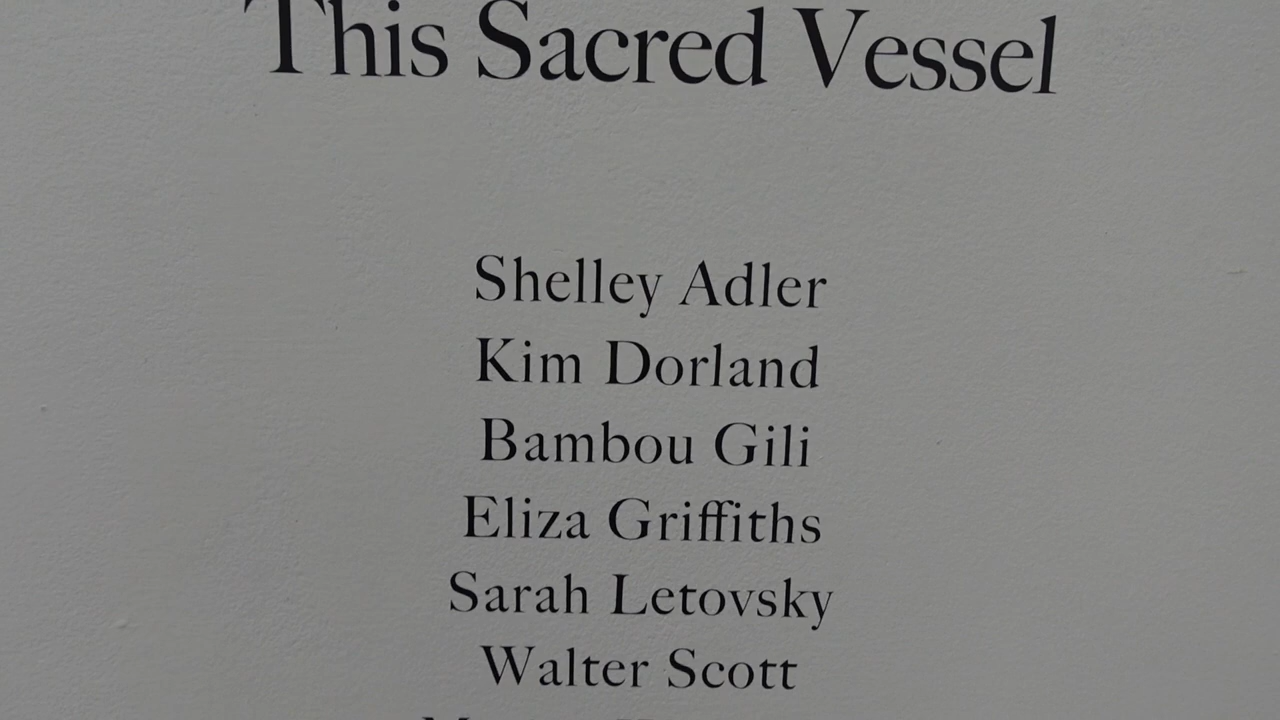 This Sacred Vessel
Shelley Adler
Kim Dorland
Bambou Gili
Eliza Griffiths
Sarah Letovsky
Walter Scott